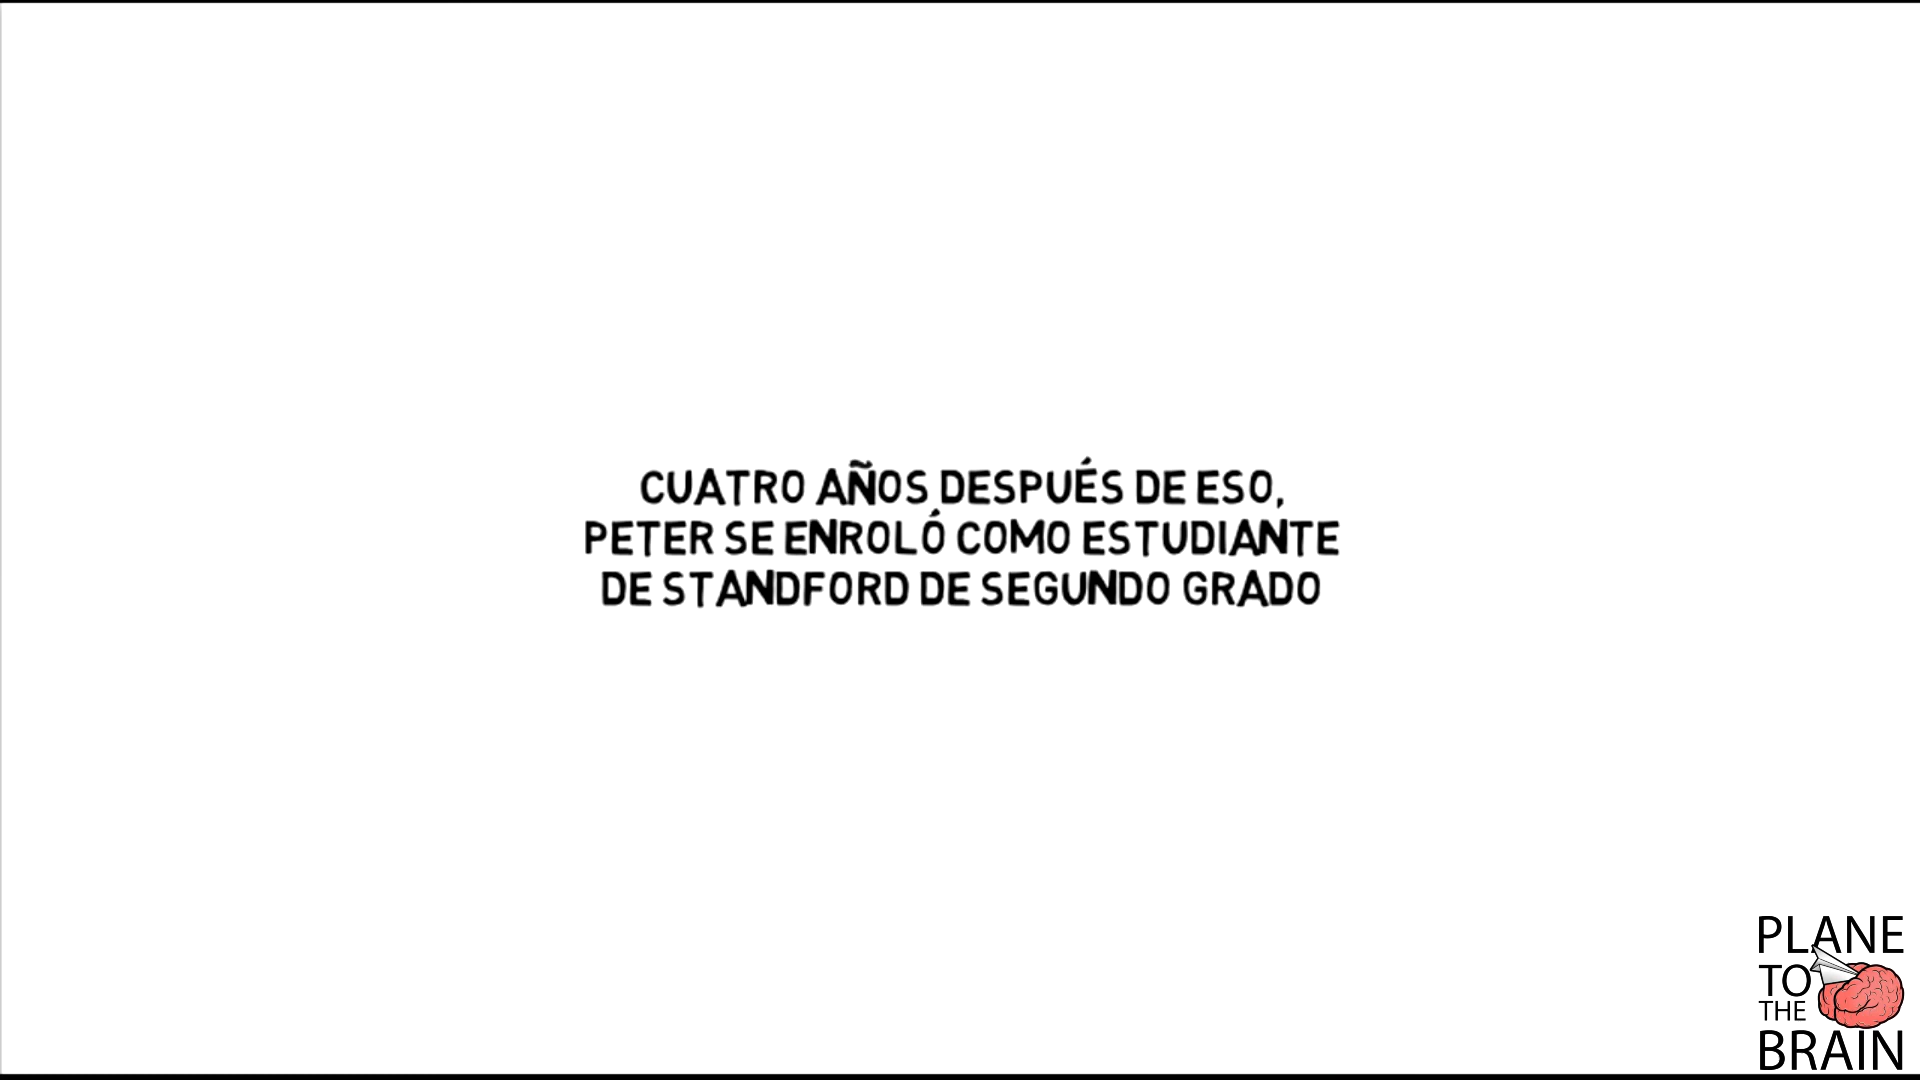 CUATRO AÑOS DESPUÉS DE ESO,
PETER SE ENROLÓ COMO ESTUDIANTE
DE STANDFORD DE SEGUNDO GRADO
PLANE
TO
THE
BRAIN